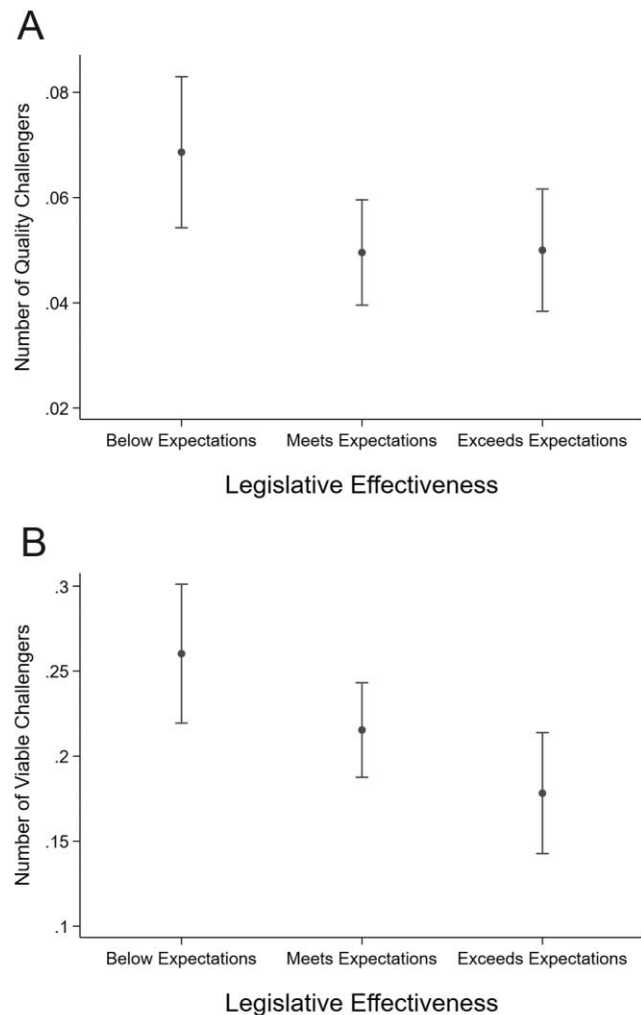 A
Number of Quality Challengers
.08
.06
.04
.02
Below Expectations
Meets Expectations
Exceeds Expectations
Legislative Effectiveness
B
Number of Viable Challengers
.3
.25
.2
.15
.1
Below Expectations
Meets Expectations
Exceeds Expectations
Legislative Effectiveness